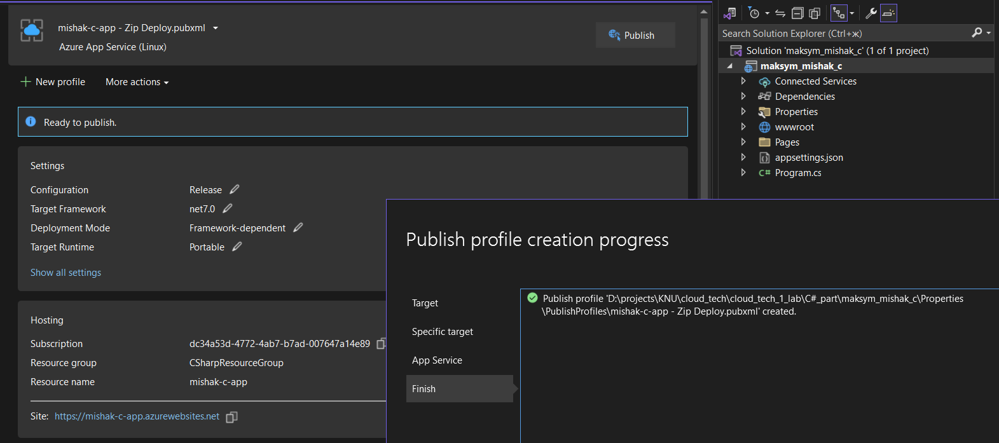 mishak-c-app - Zip Deploy.pubxml
Azure App Service (Linux)
Publish
New profile
More actions
Ready to publish.
Settings
Configuration Release
Target Framework net7.0
Deployment Mode Framework-dependent
Target Runtime Portable
Show all settings
Hosting
Subscription dc34a53d-4772-4ab7-b7ad-007647a14e89
Resource group CSharpResourceGroup
Resource name mishak-c-app
Site: https://mishak-c-app.azurewebsites.net
Search Solution Explorer (Ctrl+ж)
Solution 'maksym_mishak_c' (1 of 1 project)
maksym_mishak_c
Connected Services
Dependencies
Properties
wwwroot
Pages
appsettings.json
C# Program.cs
Publish profile creation progress
Target
Specific target
App Service
Finish
Publish profile 'D:\projects\KNU\cloud_tech\cloud_tech_1_lab\C#_part\maksym_mishak_c\Properties
\PublishProfiles\mishak-c-app - Zip Deploy.pubxml' created.